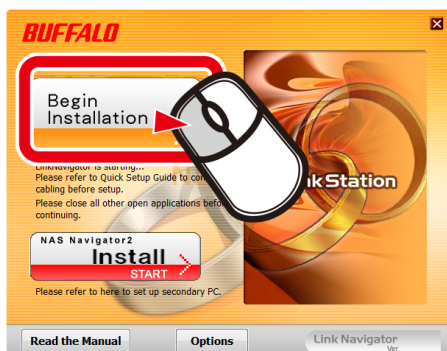 BUFFALO
Begin
Installation
LinkNavigator is starting...
Please refer to Quick Setup Guide to
cabling before setup.
Please close all other open applications
continuing.
NAS Navigator2
Install
START
Please refer to here to set up secondary PC.
kStation
Read the Manual
Options
Link Navigator
Ver